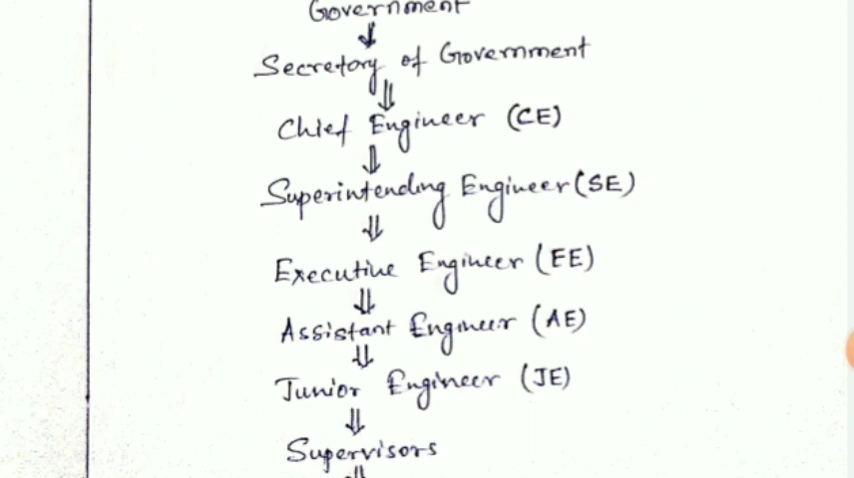 Government
↓
Secretary of Government
⇓
Chief Engineer (CE)
⇓
Superintending Engineer (SE)
⇓
Executive Engineer (EE)
⇓
Assistant Engineer (AE)
⇓
Junior Engineer (JE)
⇓
Supervisors
⇓